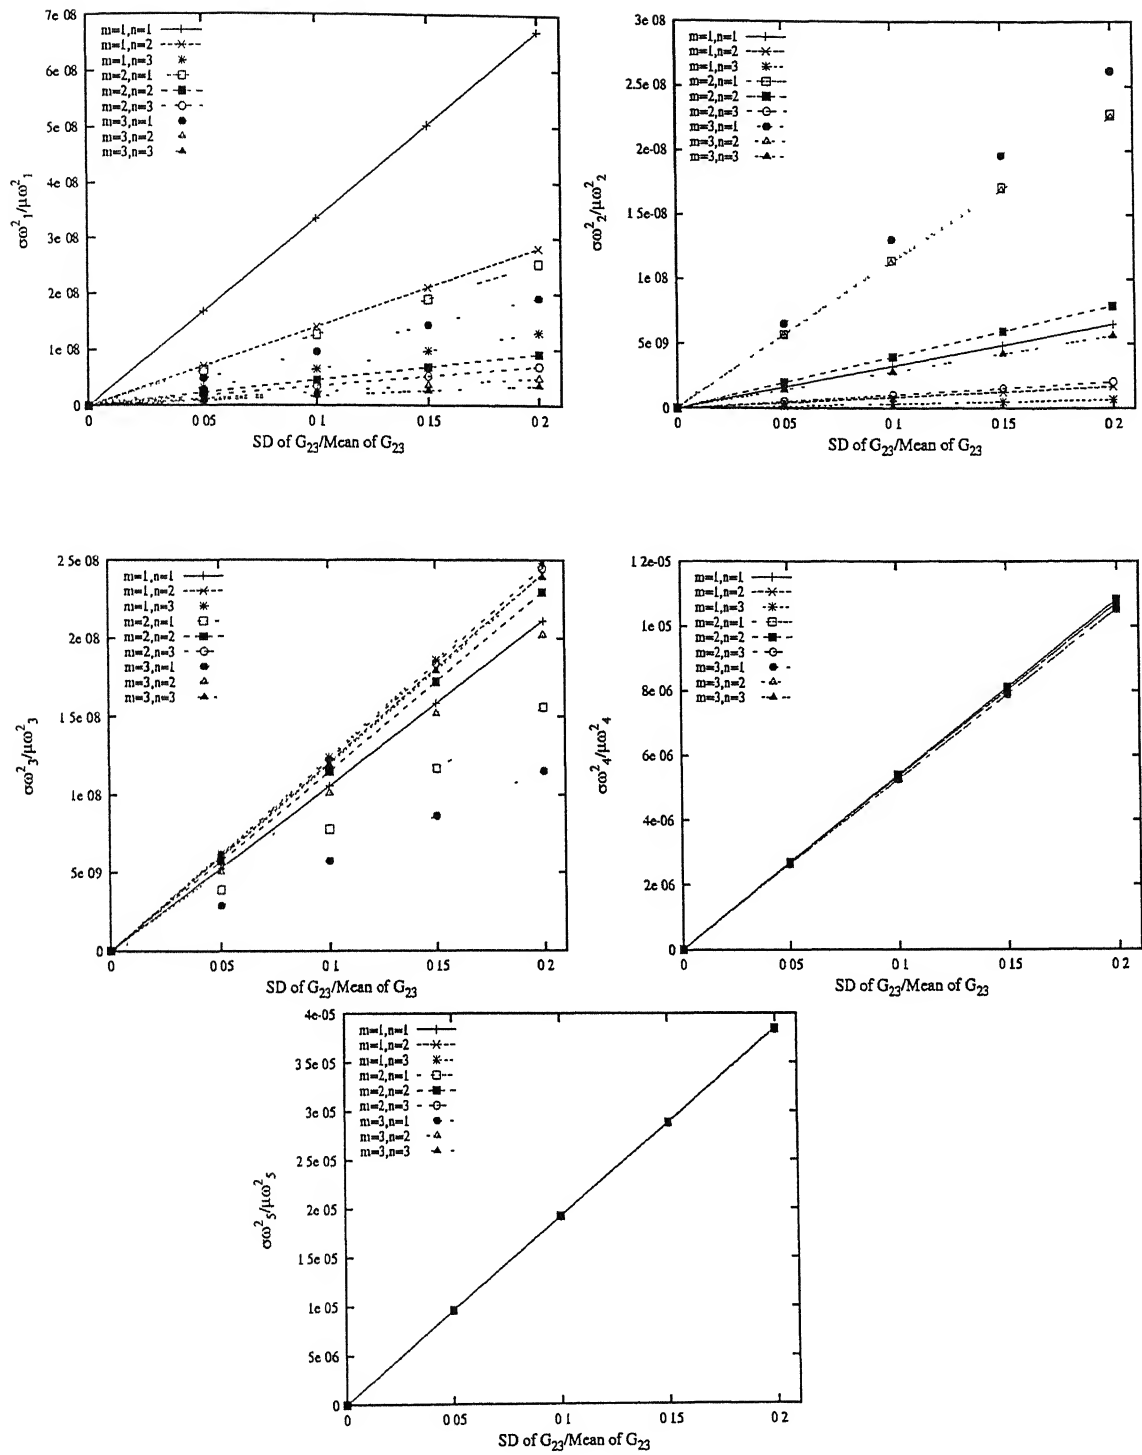 7e 08
6e 08
5e 08
4e 08
3e 08
2e 08
1e 08
0
m=1,n=1
m=1,n=2
m=1,n=3
m=2,n=1
m=2,n=2
m=2,n=3
m=3,n=1
m=3,n=2
m=3,n=3
σω²₁/μω²₁
0 0 05 0 1 0 15 0 2
SD of G₂₃/Mean of G₂₃
3e 08
2.5e 08
2e-08
1.5e-08
1e 08
5e 09
0
m=1,n=1
m=1,n=2
m=1,n=3
m=2,n=1
m=2,n=2
m=2,n=3
m=3,n=1
m=3,n=2
m=3,n=3
σω²₂/μω²₂
0 0 05 0 1 0 15 0 2
SD of G₂₃/Mean of G₂₃
2 5e 08
2e 08
1 5e 08
1e 08
5e 09
0
m=1,n=1
m=1,n=2
m=1,n=3
m=2,n=1
m=2,n=2
m=2,n=3
m=3,n=1
m=3,n=2
m=3,n=3
σω²₃/μω²₃
0 0 05 0 1 0 15 0 2
SD of G₂₃/Mean of G₂₃
1 2e-05
1e 05
8e 06
6e 06
4e-06
2e 06
0
m=1,n=1
m=1,n=2
m=1,n=3
m=2,n=1
m=2,n=2
m=2,n=3
m=3,n=1
m=3,n=2
m=3,n=3
σω²₄/μω²₄
0 0 05 0 1 0 15 0 2
SD of G₂₃/Mean of G₂₃
4e-05
3 5e 05
3e 05
2 5e 05
2e 05
1 5e 05
1e 05
5e 06
0
m=1,n=1
m=1,n=2
m=1,n=3
m=2,n=1
m=2,n=2
m=2,n=3
m=3,n=1
m=3,n=2
m=3,n=3
σω²₅/μω²₅
0 0 05 0 1 0 15 0 2
SD of G₂₃/Mean of G₂₃